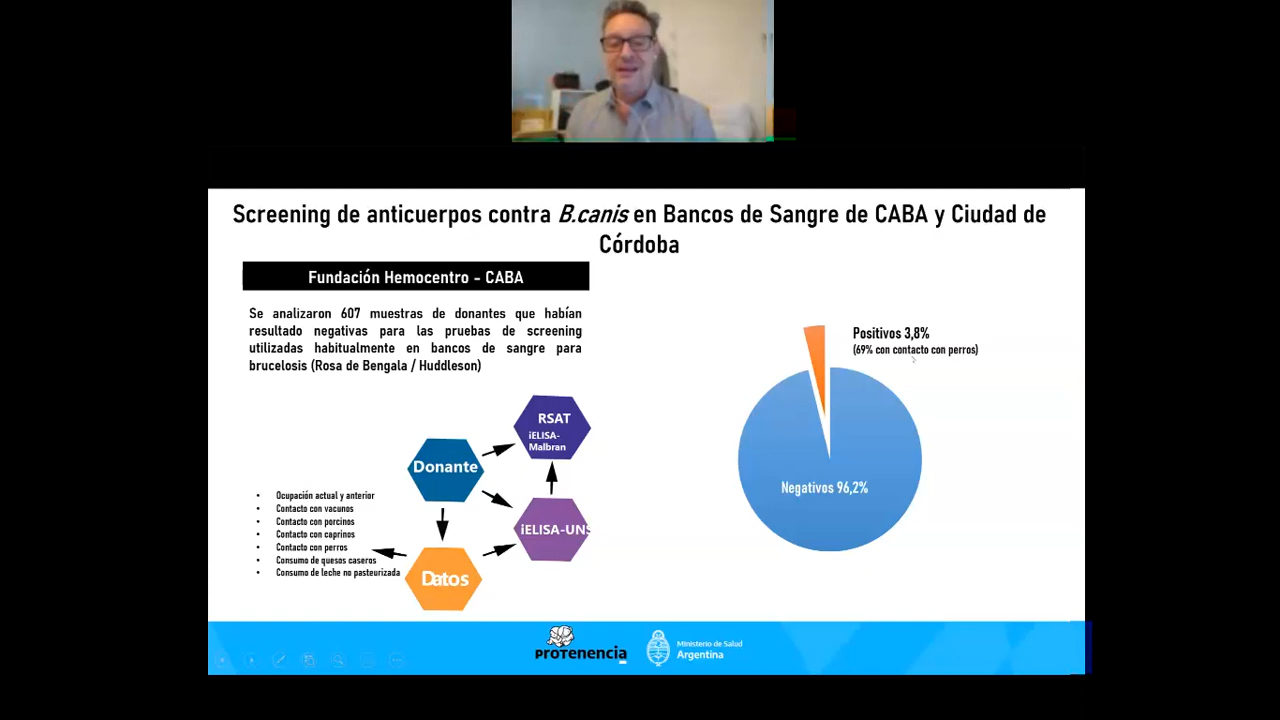 Screening de anticuerpos contra B.canis en Bancos de Sangre de CABA y Ciudad de
Córdoba
Fundación Hemocentro - CABA
Se analizaron 607 muestras de donantes que habían
resultado negativas para las pruebas de screening
utilizadas habitualmente en bancos de sangre para
brucelosis (Rosa de Bengala / Huddleson)
RSAT
iELISA-
Malbran
Donante
iELISA-UNS
Datos
• Ocupación actual y anterior
• Contacto con vacunos
• Contacto con porcinos
• Contacto con caprinos
• Contacto con perros
• Consumo de quesos caseros
• Consumo de leche no pasteurizada
Positivos 3,8%
(69% con contacto con perros)
Negativos 96,2%
PROTenencia
Ministerio de Salud
Argentina